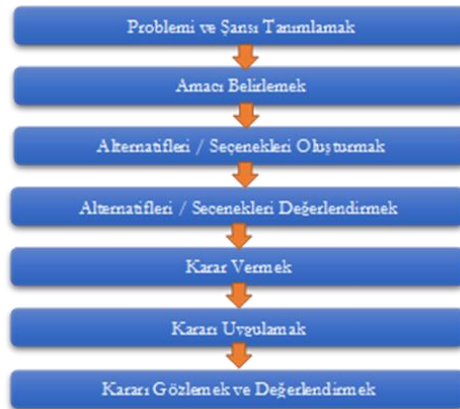 Problemi ve Şansı Tanımlamak
Amacı Belirlemek
Alternatifleri / Seçenekleri Oluşturmak
Alternatifleri / Secenekleri Değerlendirmek
Karar Vermek
Kararı Uygulamak
Kararı Gözlemek ve Değerlendirmek